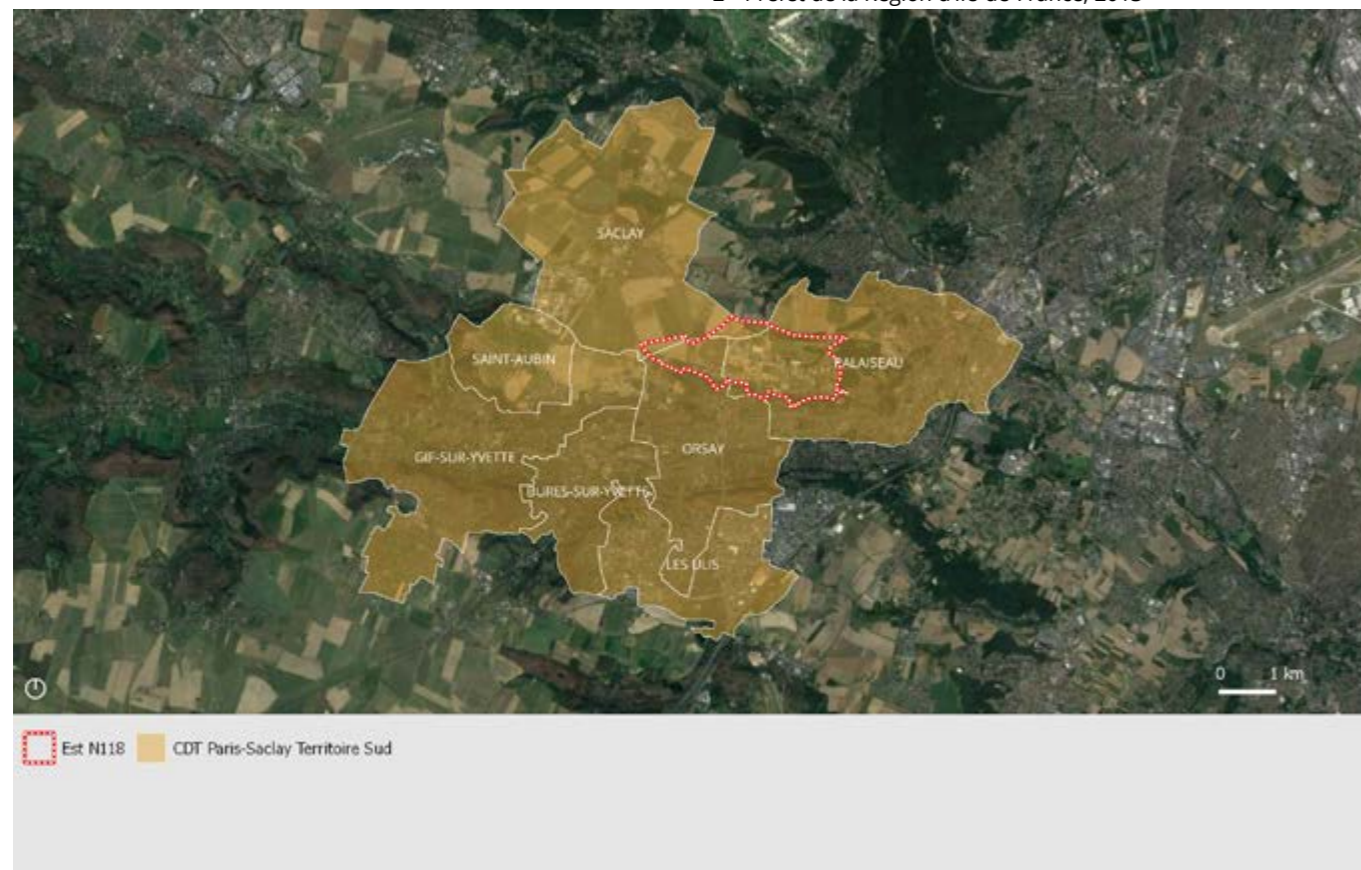 SACLAY
SAINT-AUBIN
PALAISEAU
ORSAY
GIF-SUR-YVETTE
BURES-SUR-YVETTE
LES ULIS
0 1 km
Est N118 CDT Paris-Saclay Territoire Sud